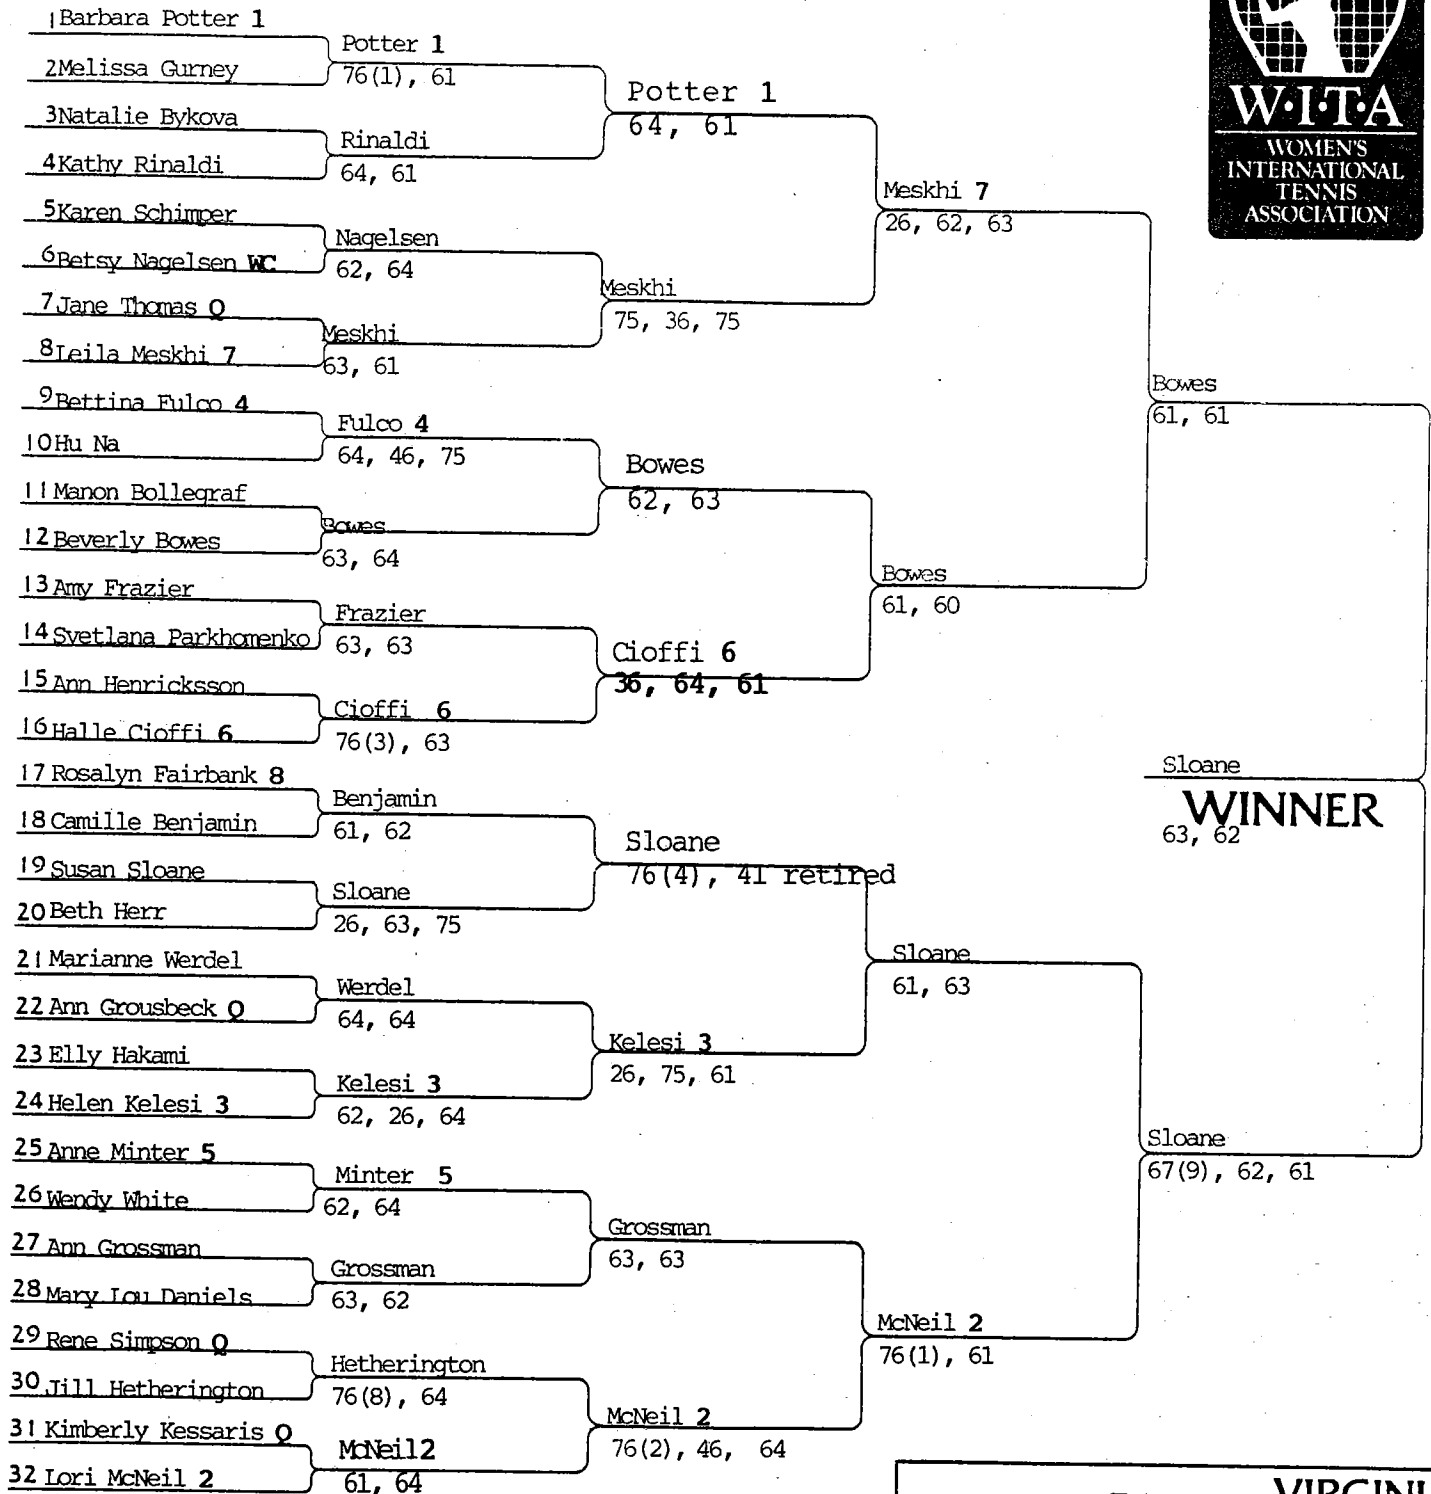 1 Barbara Potter 1
2 Melissa Gurney
3 Natalie Bykova
4 Kathy Rinaldi
5 Karen Schimper
6 Betsy Nagelsen WC
7 Jane Thomas Q
8 Leila Meskhi 7
9 Bettina Fulco 4
10 Hu Na
11 Manon Bollegraf
12 Beverly Bowes
13 Amy Frazier
14 Svetlana Parkhomenko
15 Ann Henricksson
16 Halle Cioffi 6
17 Rosalyn Fairbank 8
18 Camille Benjamin
19 Susan Sloane
20 Beth Herr
21 Marianne Werdel
22 Ann Grousbeck Q
23 Elly Hakami
24 Helen Kelesi 3
25 Anne Minter 5
26 Wendy White
27 Ann Grossman
28 Mary Lou Daniels
29 Rene Simpson Q
30 Jill Hetherington
31 Kimberly Kessaris Q
32 Lori McNeil 2
Potter 1
76(1), 61
Rinaldi
64, 61
Nagelsen
62, 64
Meskhi
63, 61
Fulco 4
64, 46, 75
Bowes
63, 64
Frazier
63, 63
Cioffi 6
76(3), 63
Benjamin
61, 62
Sloane
26, 63, 75
Werdel
64, 64
Kelesi 3
62, 26, 64
Minter 5
62, 64
Grossman
63, 62
Hetherington
76(8), 64
McNeil 2
61, 64
Potter 1
64, 61
Meskhi
75, 36, 75
Bowes
62, 63
Cioffi 6
36, 64, 61
Sloane
76(4), 41 retired
Kelesi 3
26, 75, 61
Grossman
63, 63
McNeil 2
76(2), 46, 64
Meskhi 7
26, 62, 63
Bowes
61, 60
Sloane
61, 63
McNeil 2
76(1), 61
Bowes
61, 61
Sloane
67(9), 62, 61
Sloane
WINNER
63, 62
W·I·T·A
WOMEN'S
INTERNATIONAL
TENNIS
ASSOCIATION